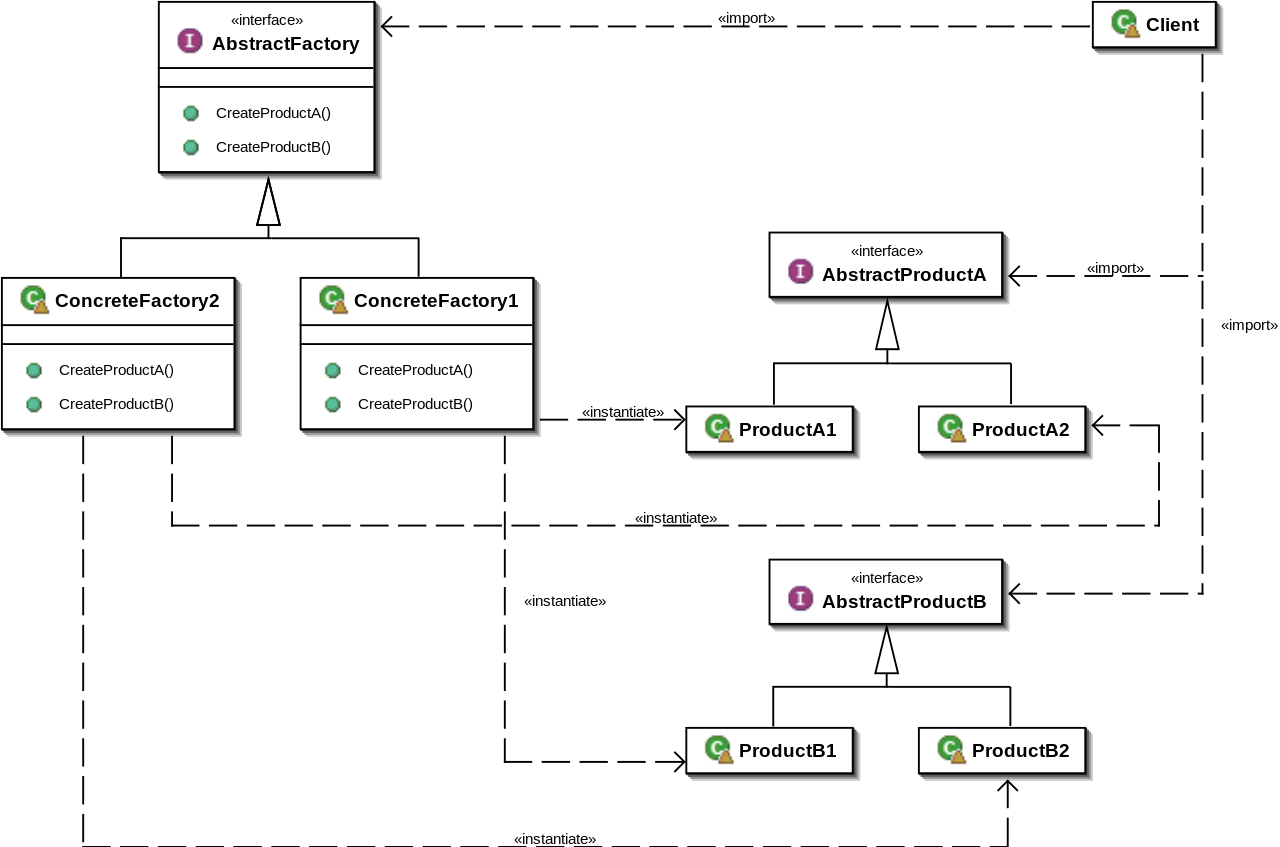 «interface»
AbstractFactory
CreateProductA()
CreateProductB()
«import»
Client
ConcreteFactory2
CreateProductA()
CreateProductB()
ConcreteFactory1
CreateProductA()
CreateProductB()
«interface»
AbstractProductA
«import»
«import»
«instantiate»
ProductA1
ProductA2
«instantiate»
«interface»
AbstractProductB
«instantiate»
ProductB1
ProductB2
«instantiate»